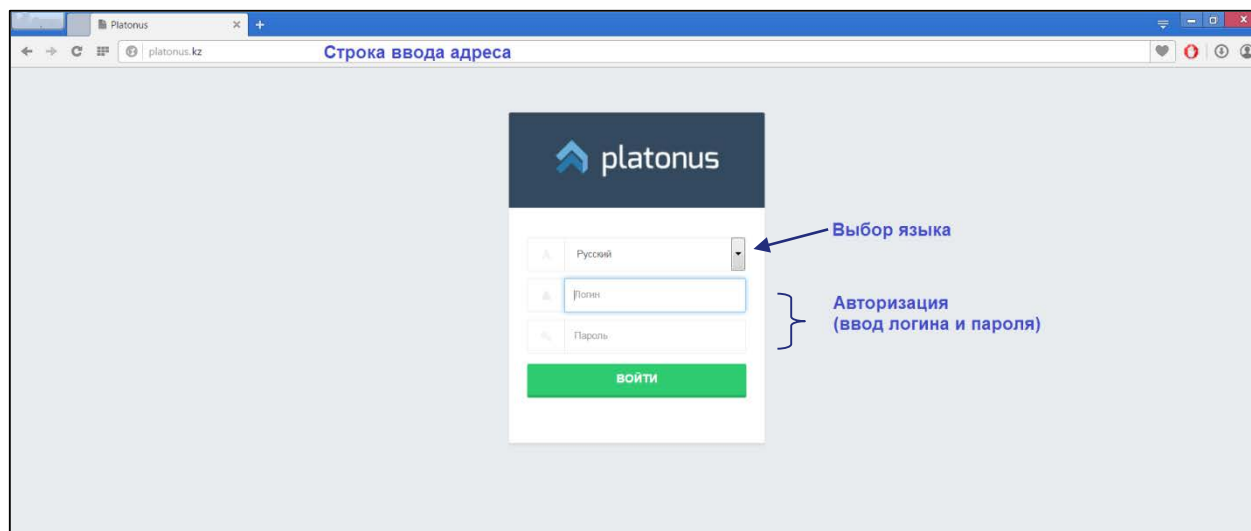 Platonus
platonus.kz
Строка ввода адреса
platonus
Русский
Выбор языка
Логин
Авторизация
(ввод логина и пароля)
Пароль
ВОЙТИ